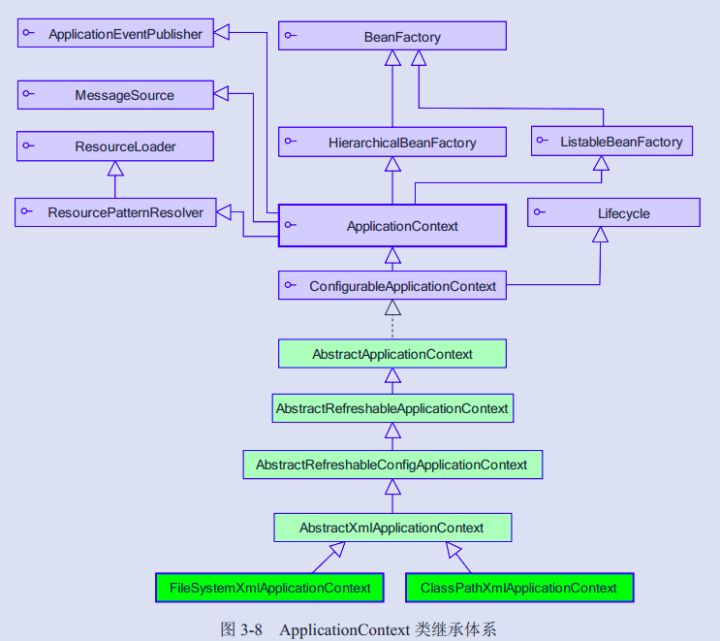 ApplicationEventPublisher
BeanFactory
MessageSource
ResourceLoader
HierarchicalBeanFactory
ListableBeanFactory
ResourcePatternResolver
ApplicationContext
Lifecycle
ConfigurableApplicationContext
AbstractApplicationContext
AbstractRefreshableApplicationContext
AbstractRefreshableConfigApplicationContext
AbstractXmlApplicationContext
FileSystemXmlApplicationContext
ClassPathXmlApplicationContext
图 3-8 ApplicationContext 类继承体系